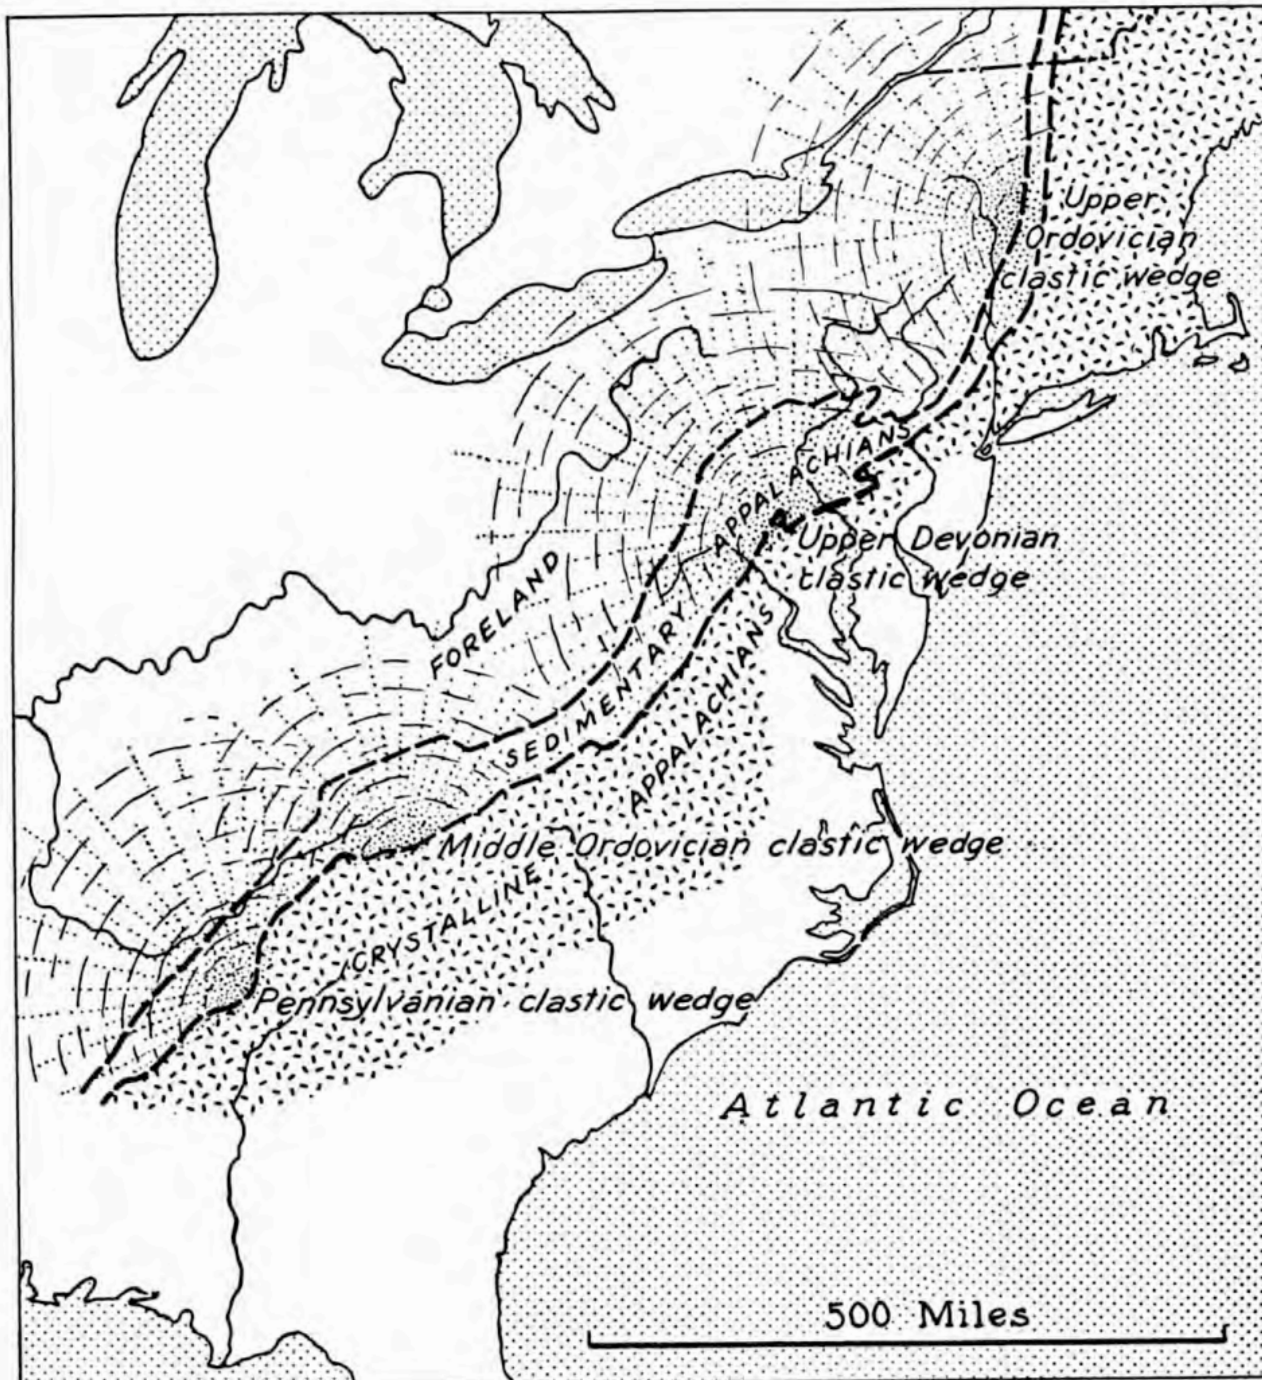 Upper
Ordovician
clastic wedge
APPALACHIANS
Upper Devonian
clastic wedge
FORELAND
SEDIMENTARY
APPALACHIANS
Middle Ordovician clastic wedge
CRYSTALLINE
Pennsylvanian clastic wedge
Atlantic Ocean
500 Miles